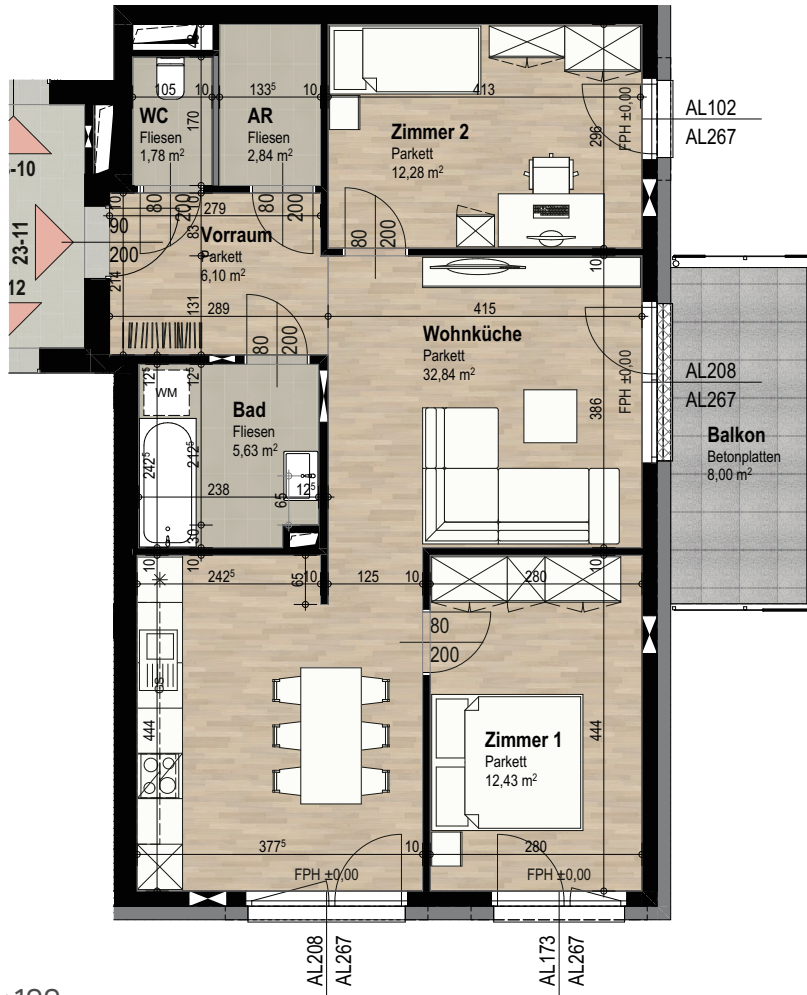 48
105
10
133⁵
10
413
WC
Fliesen
1,78 m²
170
AR
Fliesen
2,84 m²
Zimmer 2
Parkett
12,28 m²
296
FPH ±0,00
AL102
AL267
-10
23-11
12
10
90
200
214
80
200
279
83
80
200
80
200
Vorraum
Parkett
6,10 m²
10
289
131
415
80
200
Wohnküche
Parkett
32,84 m²
386
FPH ±0,00
AL208
AL267
Balkon
Betonplatten
8,00 m²
12⁵
12⁵
WM
Bad
Fliesen
5,63 m²
242⁵
212⁵
238
65
12⁵
30
10
10
242⁵
10
65
125
10
280
10
80
200
GS
444
Zimmer 1
Parkett
12,43 m²
444
377⁵
10
280
FPH ±0,00
FPH ±0,00
AL208
AL267
AL173
AL267